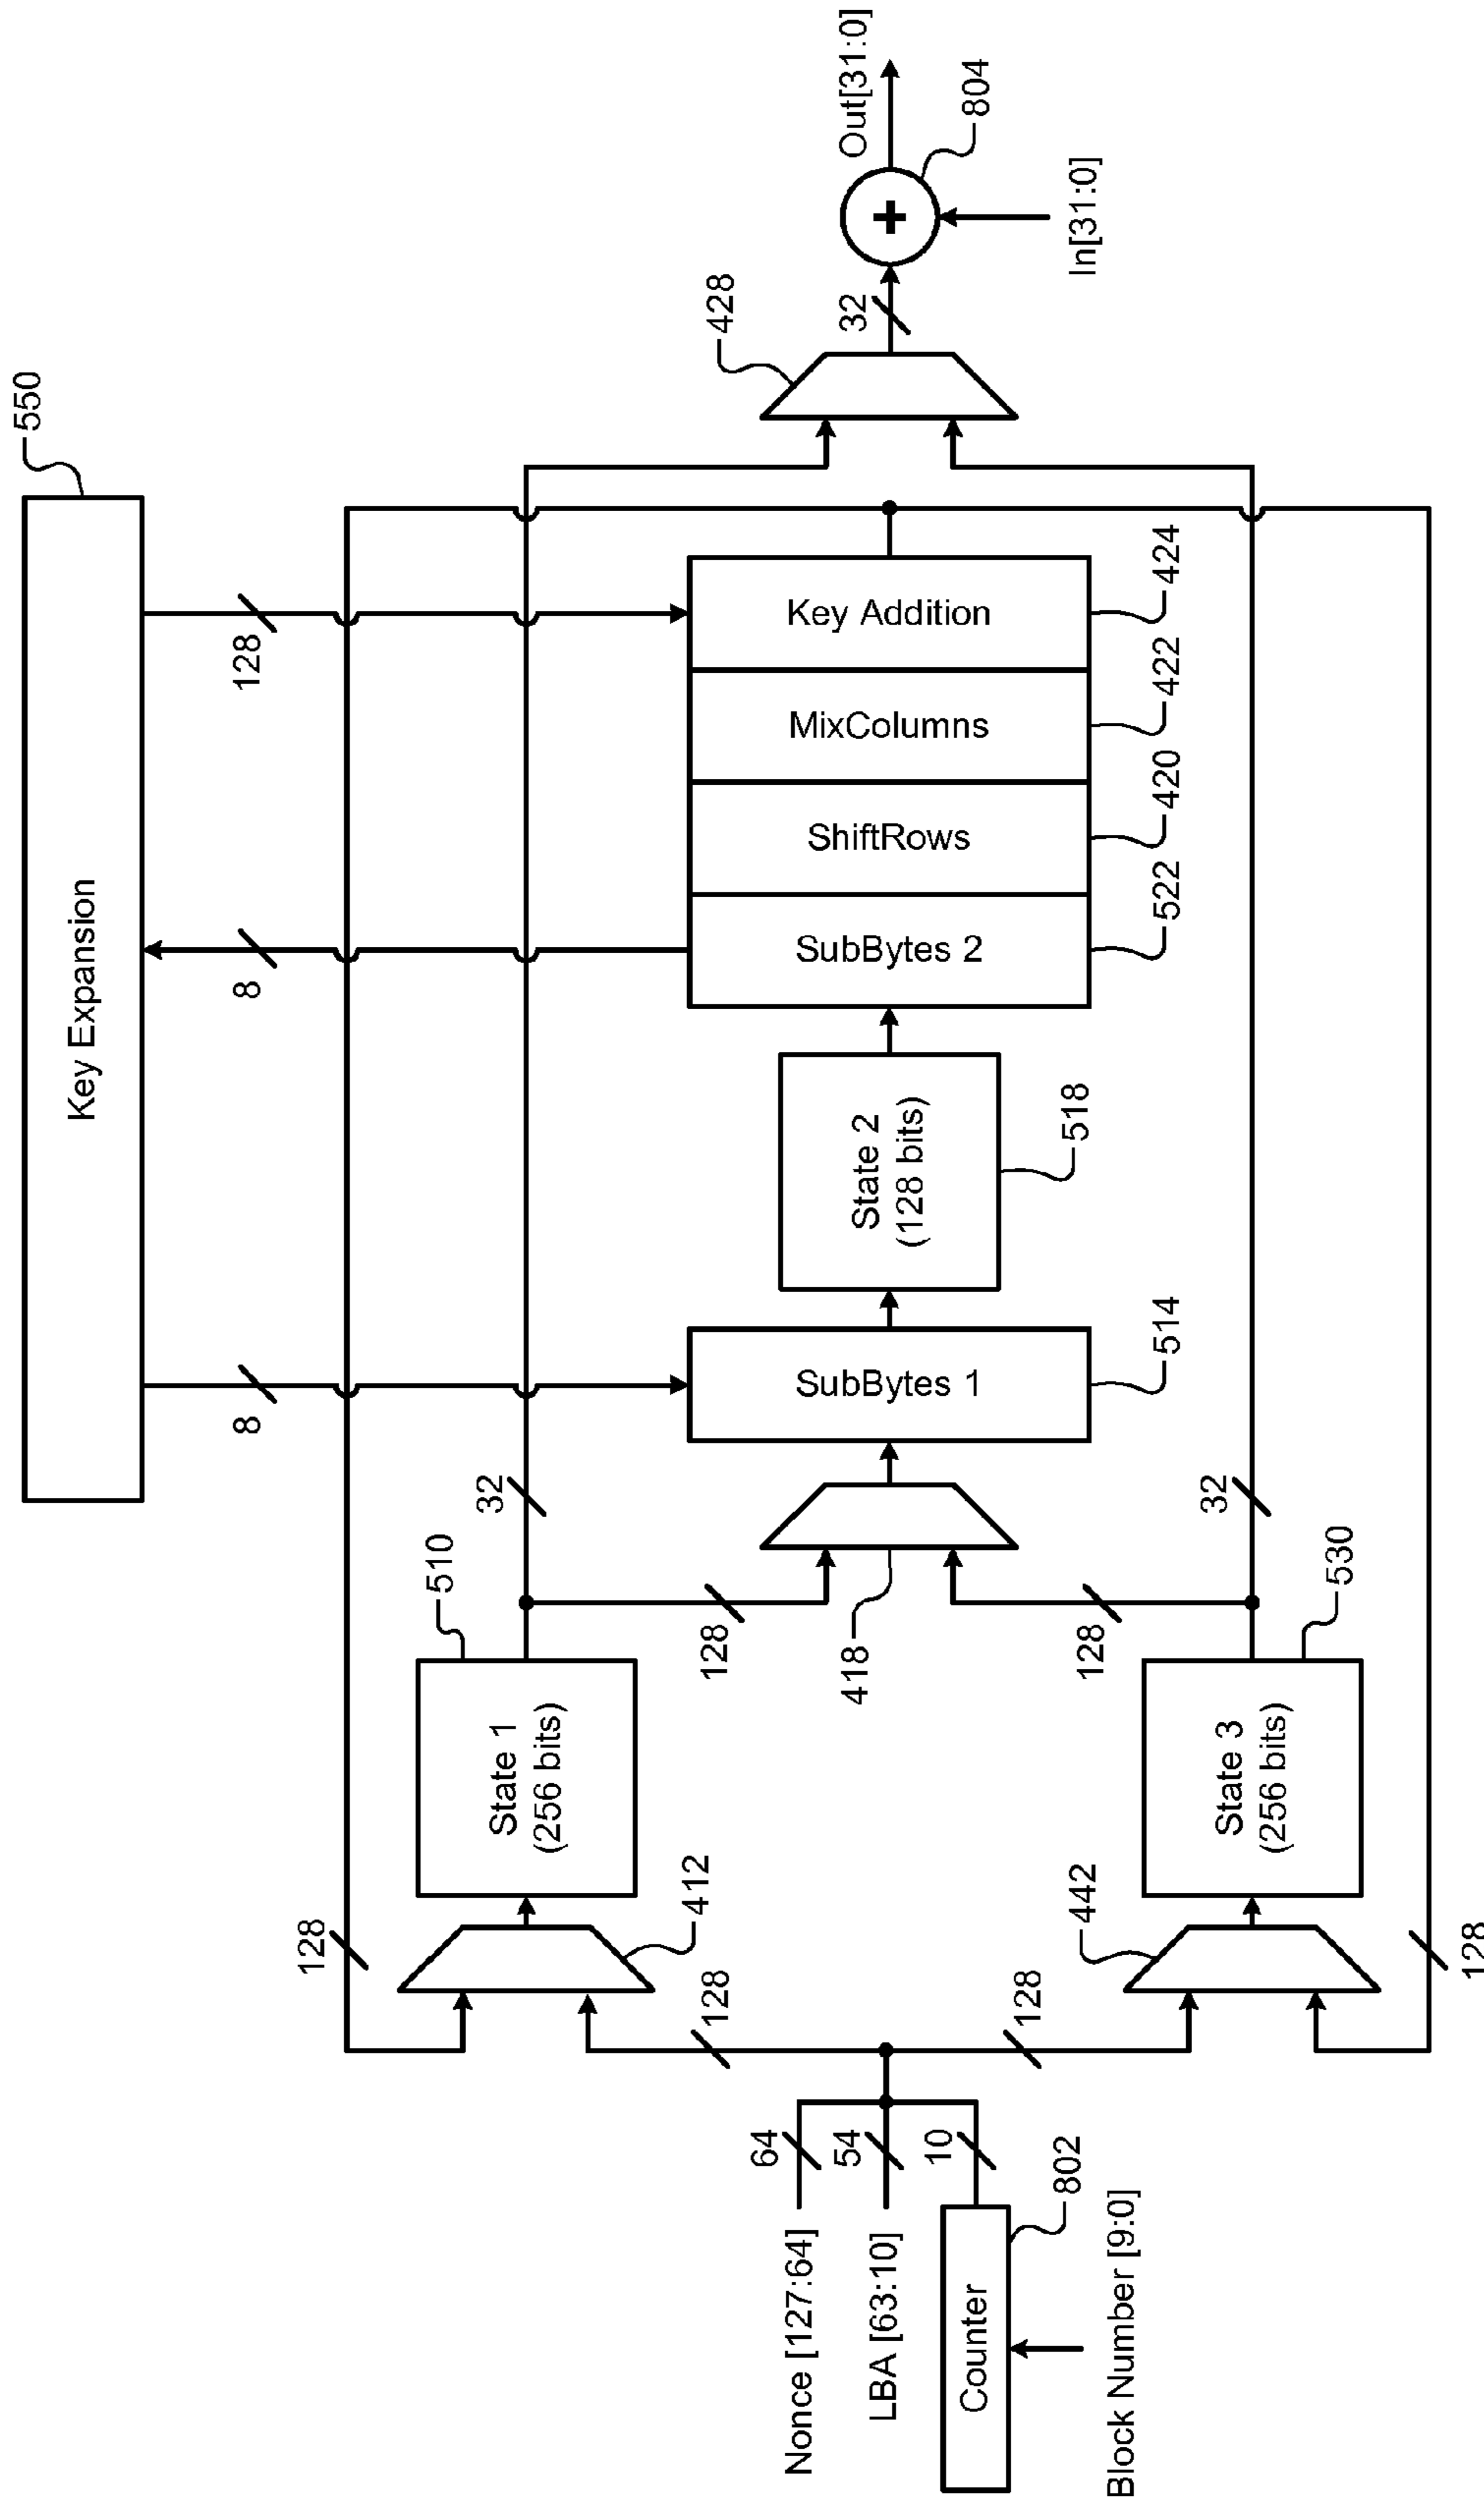 Key Expansion
550
128
8
8
128
State 1
(256 bits)
510
412
32
128
128
Nonce [127:64]
64
LBA [63:10]
54
Counter
10
802
Block Number [9:0]
418
SubBytes 1
514
State 2
(128 bits)
518
SubBytes 2
ShiftRows
MixColumns
Key Addition
522
420
422
424
428
32
Out[31:0]
804
In[31:0]
128
128
442
State 3
(256 bits)
530
32
128